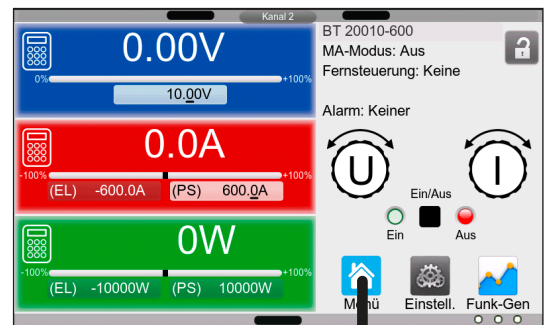 Kanal 2
0.00V
0% +100%
10.00V
0.0A
-100% +100%
(EL) -600.0A (PS) 600.0A
0W
-100% +100%
(EL) -10000W (PS) 10000W
BT 20010-600
MA-Modus: Aus
Fernsteuerung: Keine
Alarm: Keiner
U I
Ein/Aus
Ein Aus
Menü Einstell. Funk-Gen